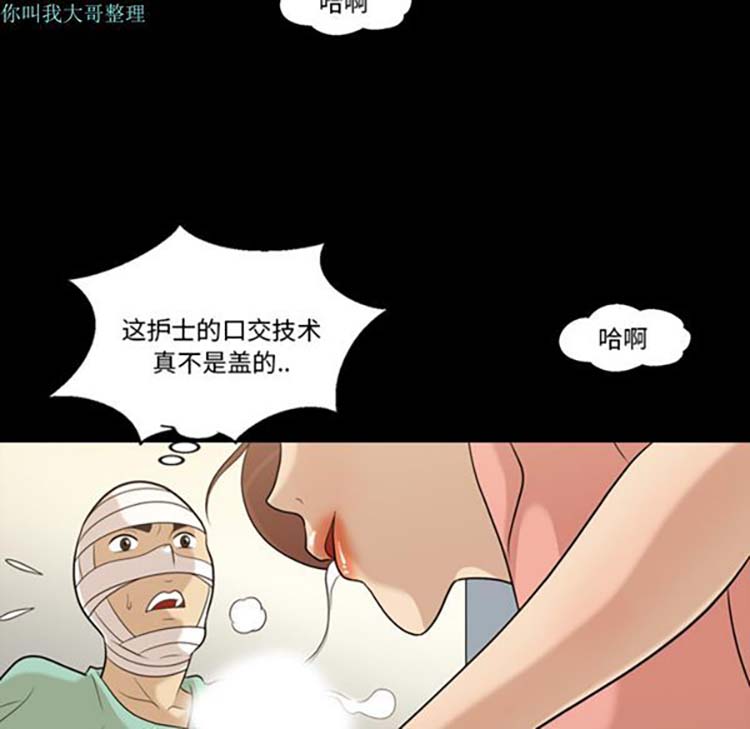 你叫我大哥整理
哈啊
这护士的口交技术
真不是盖的..
哈啊